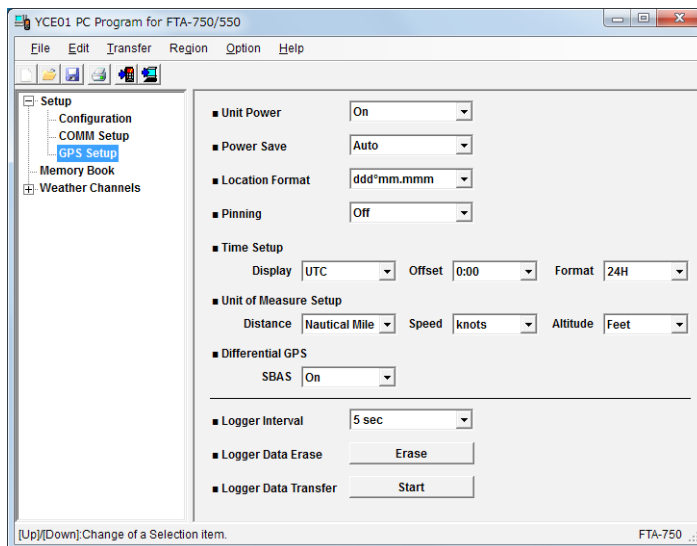 YCE01 PC Program for FTA-750/550
File Edit Transfer Region Option Help
Setup
Configuration
COMM Setup
GPS Setup
Memory Book
Weather Channels
■ Unit Power On
■ Power Save Auto
■ Location Format ddd°mm.mmm
■ Pinning Off
■ Time Setup
Display UTC Offset 0:00 Format 24H
■ Unit of Measure Setup
Distance Nautical Mile Speed knots Altitude Feet
■ Differential GPS
SBAS On
■ Logger Interval 5 sec
■ Logger Data Erase Erase
■ Logger Data Transfer Start
[Up]/[Down]:Change of a Selection item. FTA-750